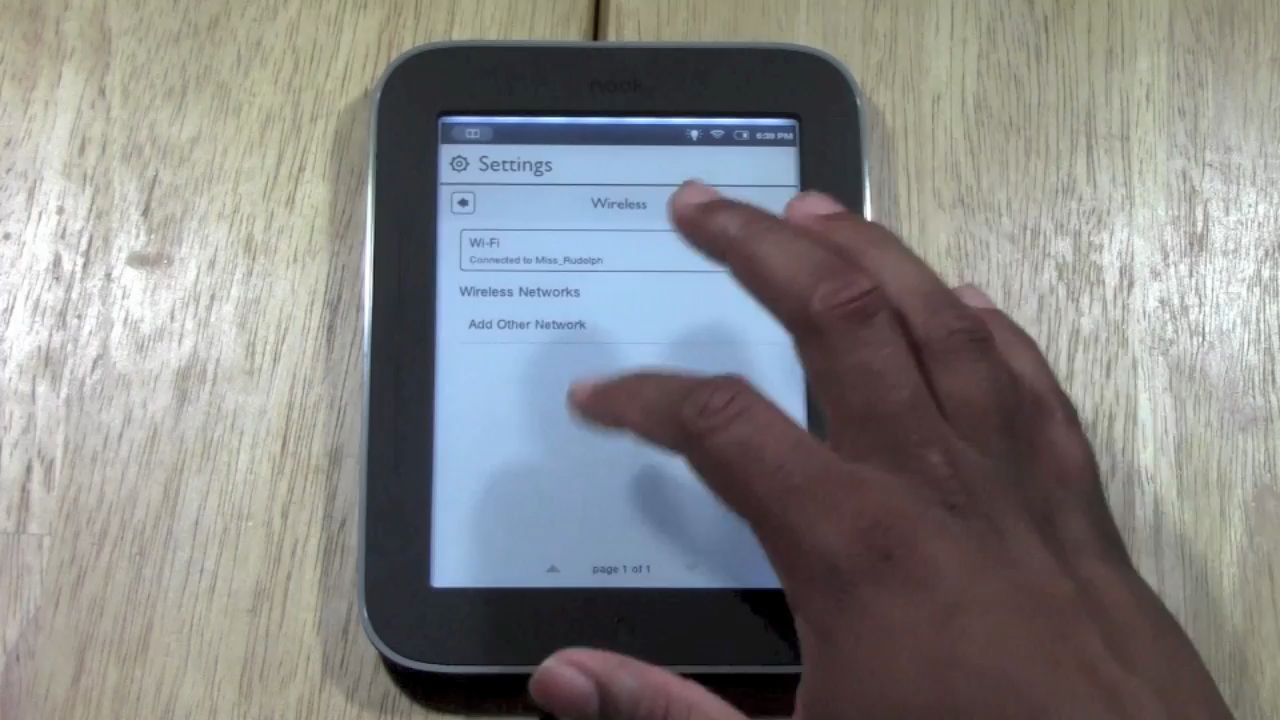 nook
6:39 PM
Settings
Wireless
Wi-Fi
Connected to Miss_Rudolph
Wireless Networks
Add Other Network
page 1 of 1